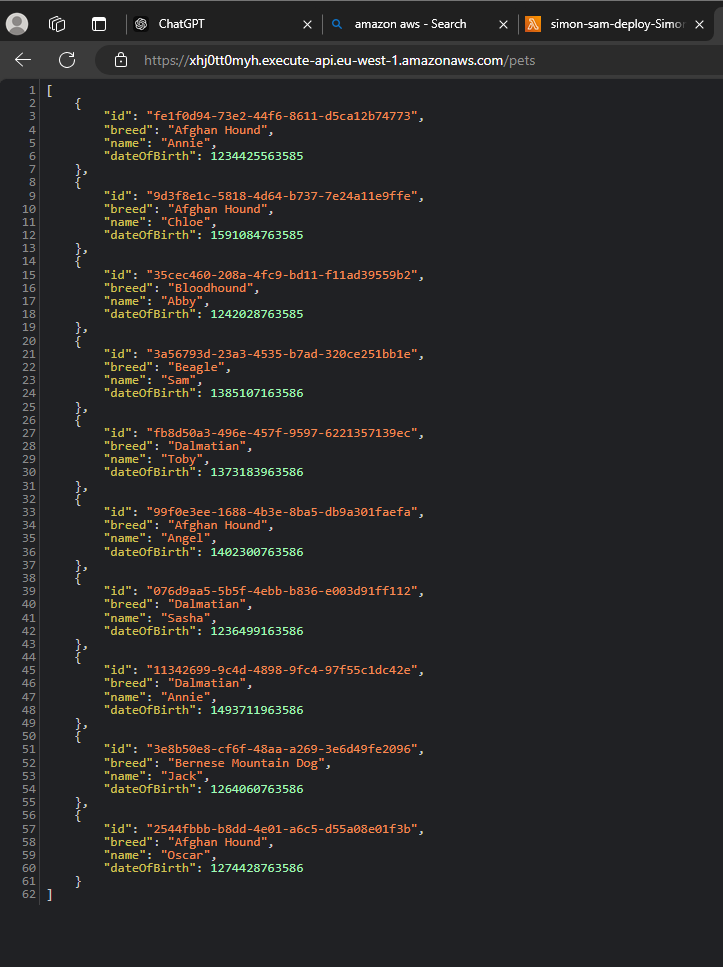 ChatGPT
amazon aws - Search
simon-sam-deploy-Simon
https://xhj0tt0myh.execute-api.eu-west-1.amazonaws.com/pets
1 [
2 {
3 "id": "fe1f0d94-73e2-44f6-8611-d5ca12b74773",
4 "breed": "Afghan Hound",
5 "name": "Annie",
6 "dateOfBirth": 1234425563585
7 },
8 {
9 "id": "9d3f8e1c-5818-4d64-b737-7e24a11e9ffe",
10 "breed": "Afghan Hound",
11 "name": "Chloe",
12 "dateOfBirth": 1591084763585
13 },
14 {
15 "id": "35cec460-208a-4fc9-bd11-f11ad39559b2",
16 "breed": "Bloodhound",
17 "name": "Abby",
18 "dateOfBirth": 1242028763585
19 },
20 {
21 "id": "3a56793d-23a3-4535-b7ad-320ce251bb1e",
22 "breed": "Beagle",
23 "name": "Sam",
24 "dateOfBirth": 1385107163586
25 },
26 {
27 "id": "fb8d50a3-496e-457f-9597-6221357139ec",
28 "breed": "Dalmatian",
29 "name": "Toby",
30 "dateOfBirth": 1373183963586
31 },
32 {
33 "id": "99f0e3ee-1688-4b3e-8ba5-db9a301faefa",
34 "breed": "Afghan Hound",
35 "name": "Angel",
36 "dateOfBirth": 1402300763586
37 },
38 {
39 "id": "076d9aa5-5b5f-4ebb-b836-e003d91ff112",
40 "breed": "Dalmatian",
41 "name": "Sasha",
42 "dateOfBirth": 1236499163586
43 },
44 {
45 "id": "11342699-9c4d-4898-9fc4-97f55c1dc42e",
46 "breed": "Dalmatian",
47 "name": "Annie",
48 "dateOfBirth": 1493711963586
49 },
50 {
51 "id": "3e8b50e8-cf6f-48aa-a269-3e6d49fe2096",
52 "breed": "Bernese Mountain Dog",
53 "name": "Jack",
54 "dateOfBirth": 1264060763586
55 },
56 {
57 "id": "2544fbbb-b8dd-4e01-a6c5-d55a08e01f3b",
58 "breed": "Afghan Hound",
59 "name": "Oscar",
60 "dateOfBirth": 1274428763586
61 }
62 ]